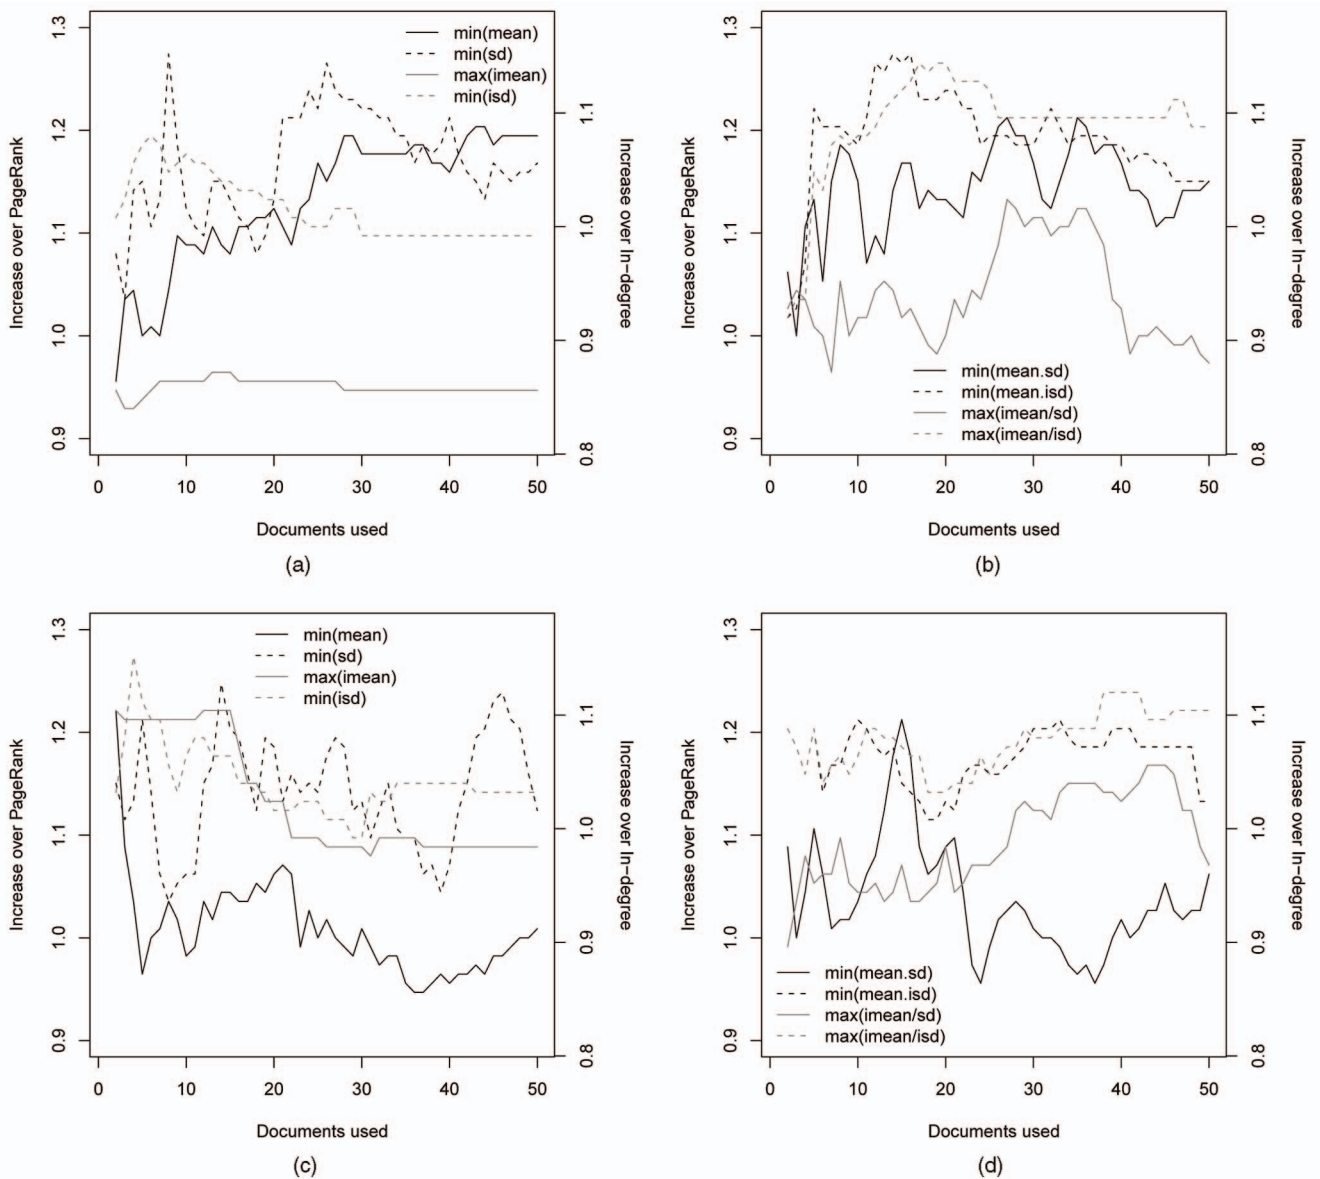 1.3
1.2
1.1
1.0
0.9
Increase over PageRank
min(mean)
min(sd)
max(imean)
min(isd)
1.1
1.0
0.9
0.8
Increase over In-degree
0 10 20 30 40 50
Documents used
(a)
1.3
1.2
1.1
1.0
0.9
Increase over PageRank
min(mean.sd)
min(mean.isd)
max(imean/sd)
max(imean/isd)
1.1
1.0
0.9
0.8
Increase over In-degree
0 10 20 30 40 50
Documents used
(b)
1.3
1.2
1.1
1.0
0.9
Increase over PageRank
min(mean)
min(sd)
max(imean)
min(isd)
1.1
1.0
0.9
0.8
Increase over In-degree
0 10 20 30 40 50
Documents used
(c)
1.3
1.2
1.1
1.0
0.9
Increase over PageRank
min(mean.sd)
min(mean.isd)
max(imean/sd)
max(imean/isd)
1.1
1.0
0.9
0.8
Increase over In-degree
0 10 20 30 40 50
Documents used
(d)